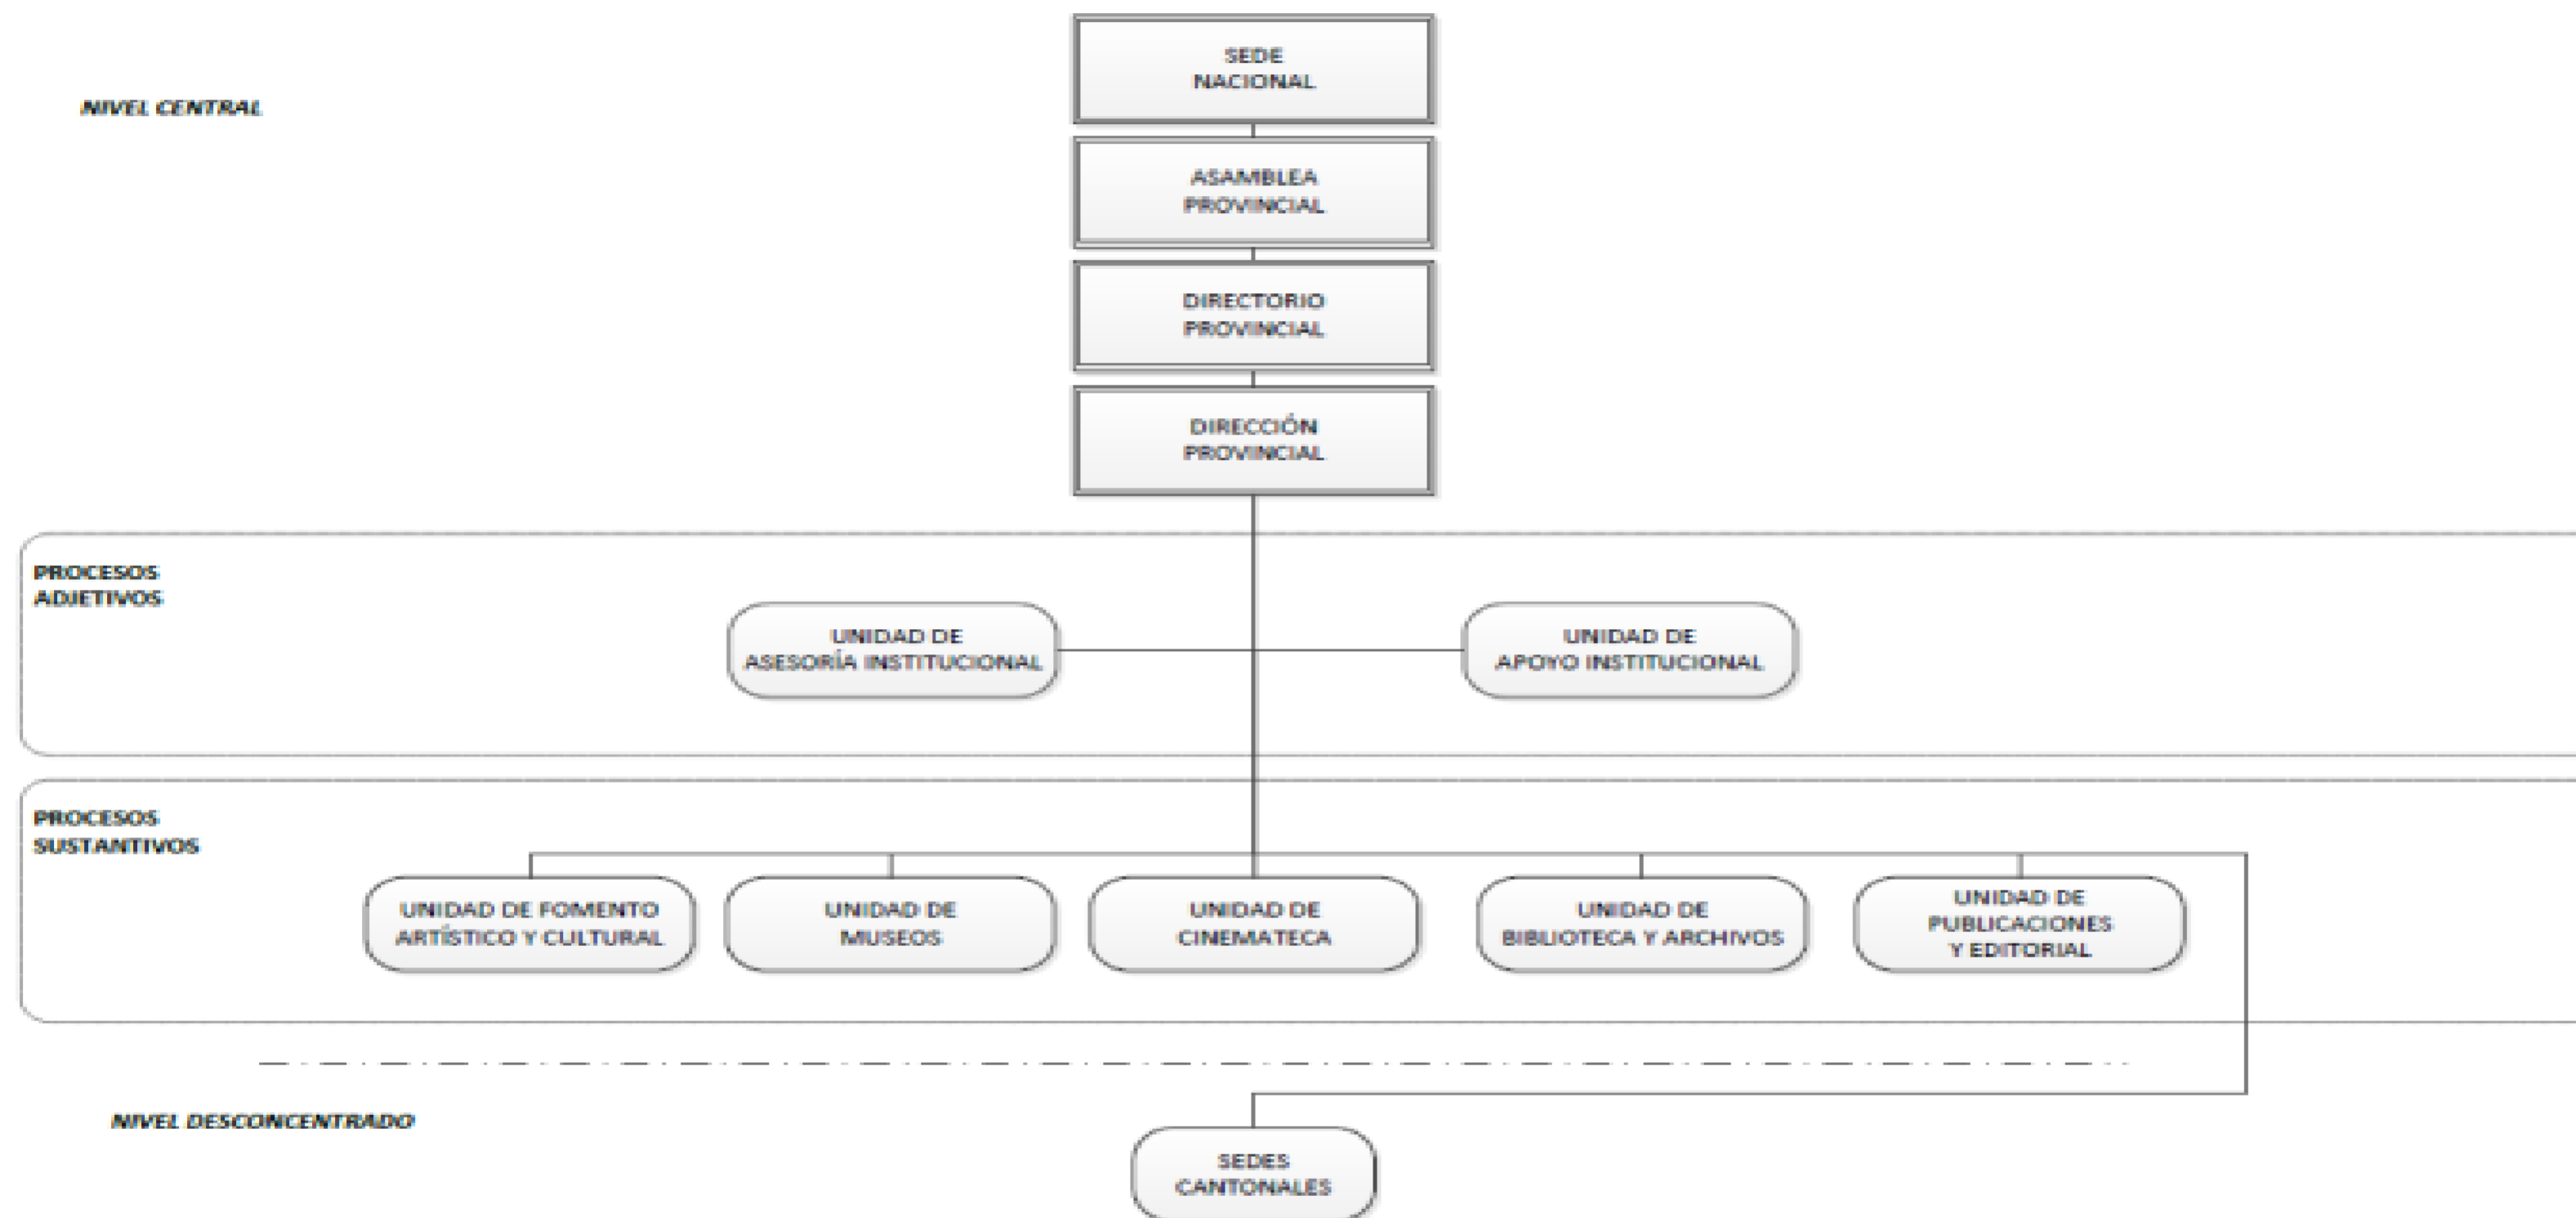 SEDE
NACIONAL
NIVEL CENTRAL
ASAMBLEA
PROVINCIAL
DIRECTORIO
PROVINCIAL
DIRECCIÓN
PROVINCIAL
PROCESOS
ADJETIVOS
UNIDAD DE
ASESORÍA INSTITUCIONAL
UNIDAD DE
APOYO INSTITUCIONAL
PROCESOS
SUSTANTIVOS
UNIDAD DE FOMENTO
ARTÍSTICO Y CULTURAL
UNIDAD DE
MUSEOS
UNIDAD DE
CINEMATECA
UNIDAD DE
BIBLIOTECA Y ARCHIVOS
UNIDAD DE
PUBLICACIONES
Y EDITORIAL
NIVEL DESCONCENTRADO
SEDES
CANTONALES